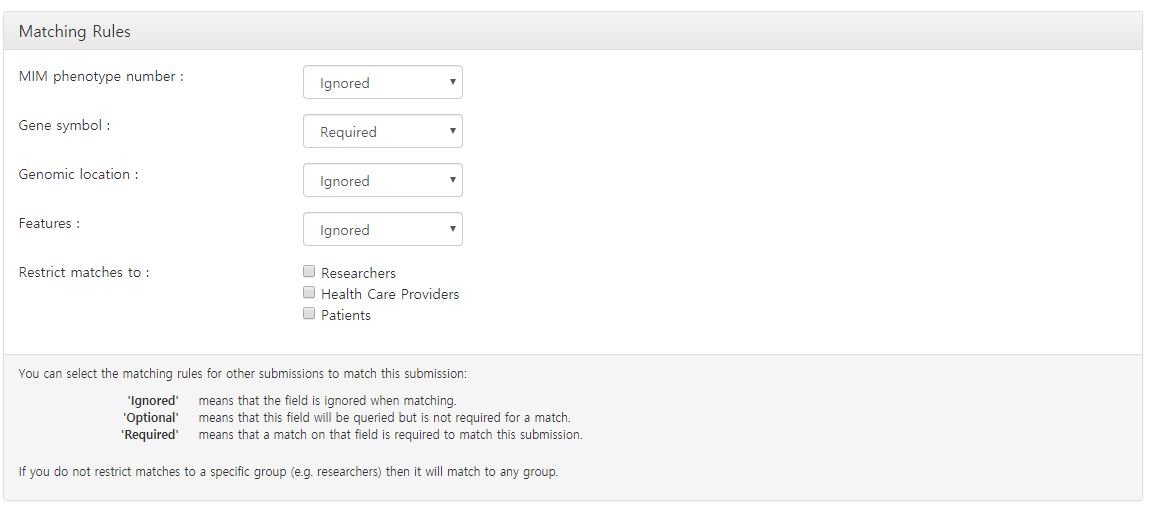 Matching Rules
MIM phenotype number :
Ignored
Gene symbol :
Required
Genomic location :
Ignored
Features :
Ignored
Restrict matches to :
Researchers
Health Care Providers
Patients
You can select the matching rules for other submissions to match this submission:
'Ignored' means that the field is ignored when matching.
'Optional' means that this field will be queried but is not required for a match.
'Required' means that a match on that field is required to match this submission.
If you do not restrict matches to a specific group (e.g. researchers) then it will match to any group.